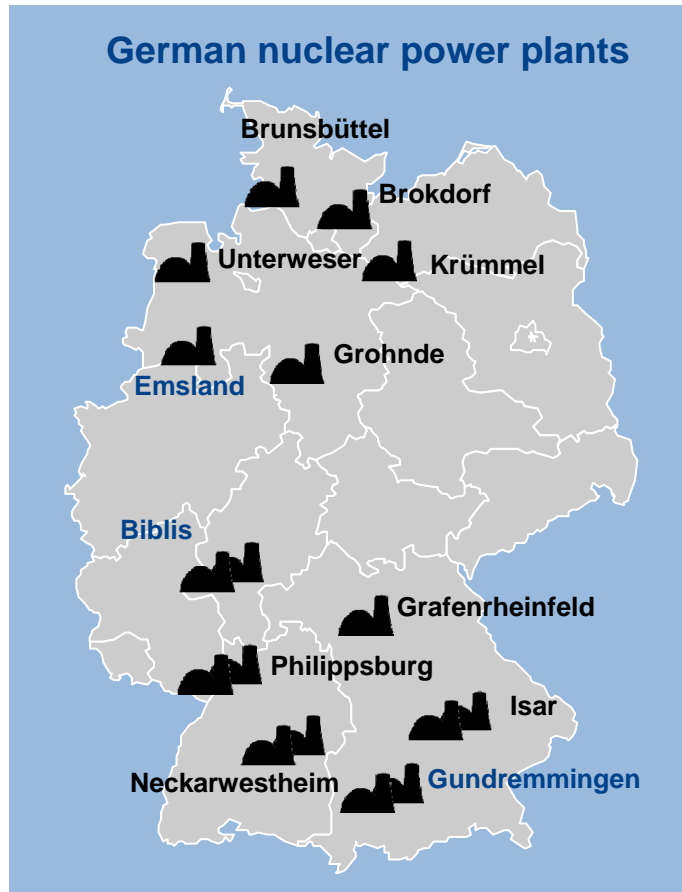 German nuclear power plants
Brunsbüttel
Brokdorf
Unterweser
Krümmel
Grohnde
Emsland
Biblis
Grafenrheinfeld
Philippsburg
Isar
Neckarwestheim
Gundremmingen